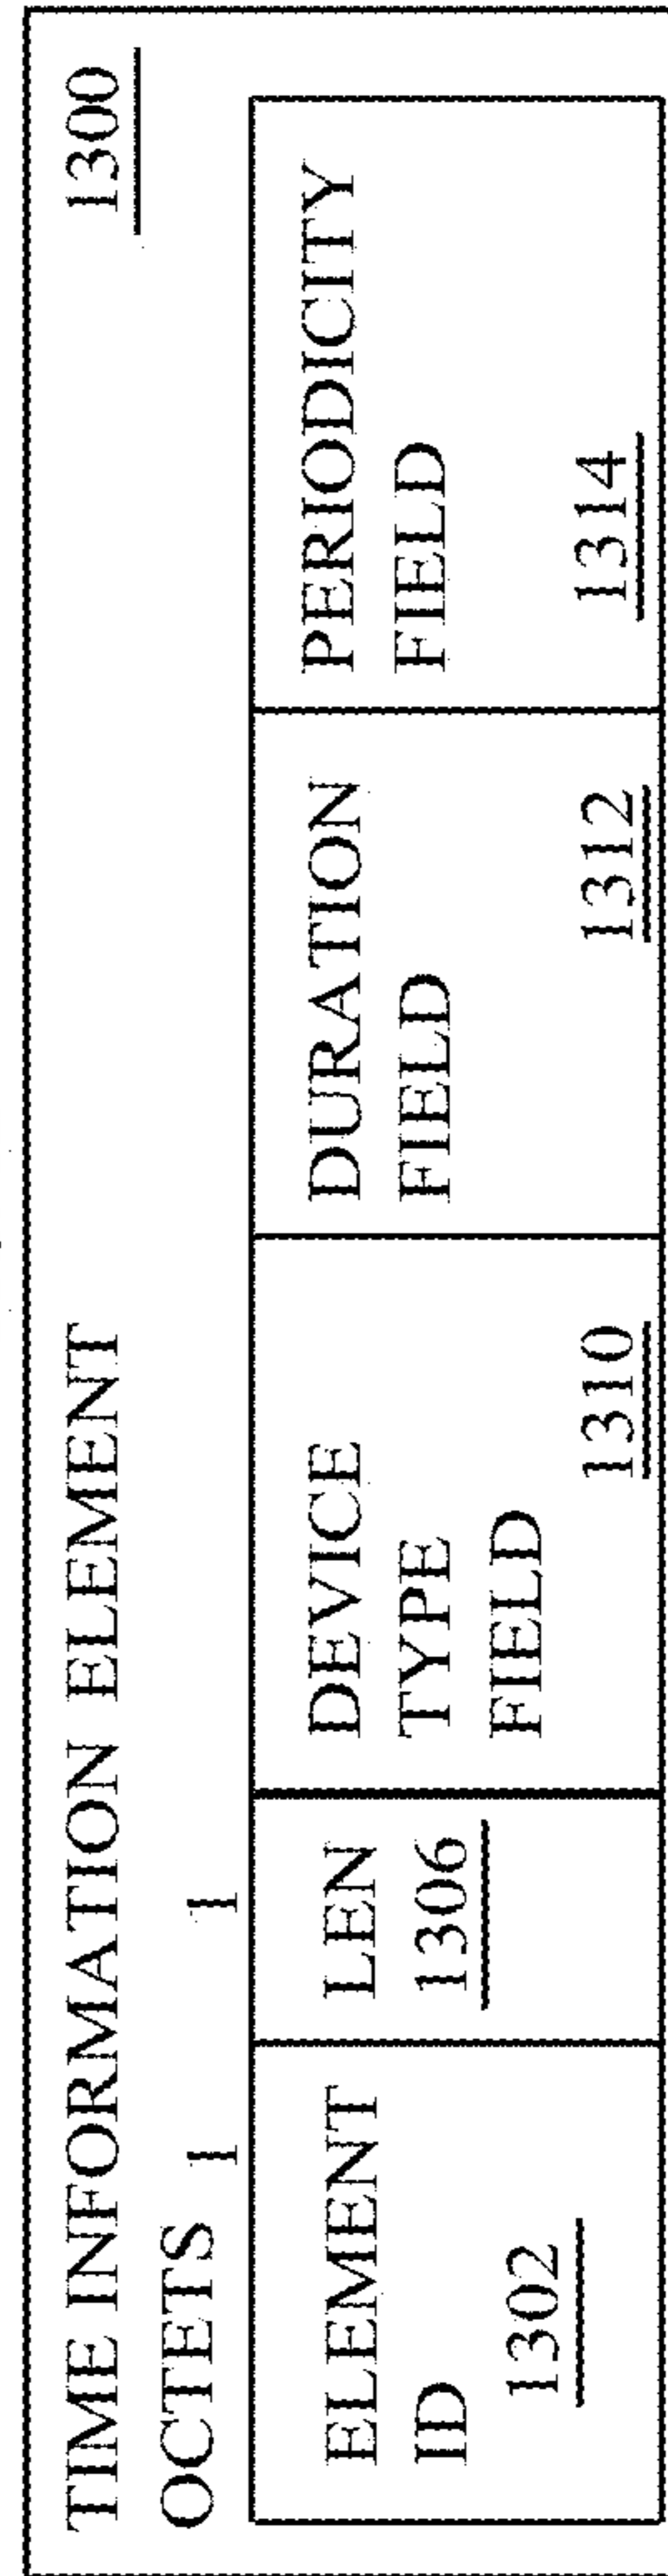 TIME INFORMATION ELEMENT 1300
OCTETS 1 1
ELEMENT
ID
1302
LEN
1306
DEVICE
TYPE
FIELD
1310
DURATION
FIELD
1312
PERIODICITY
FIELD
1314